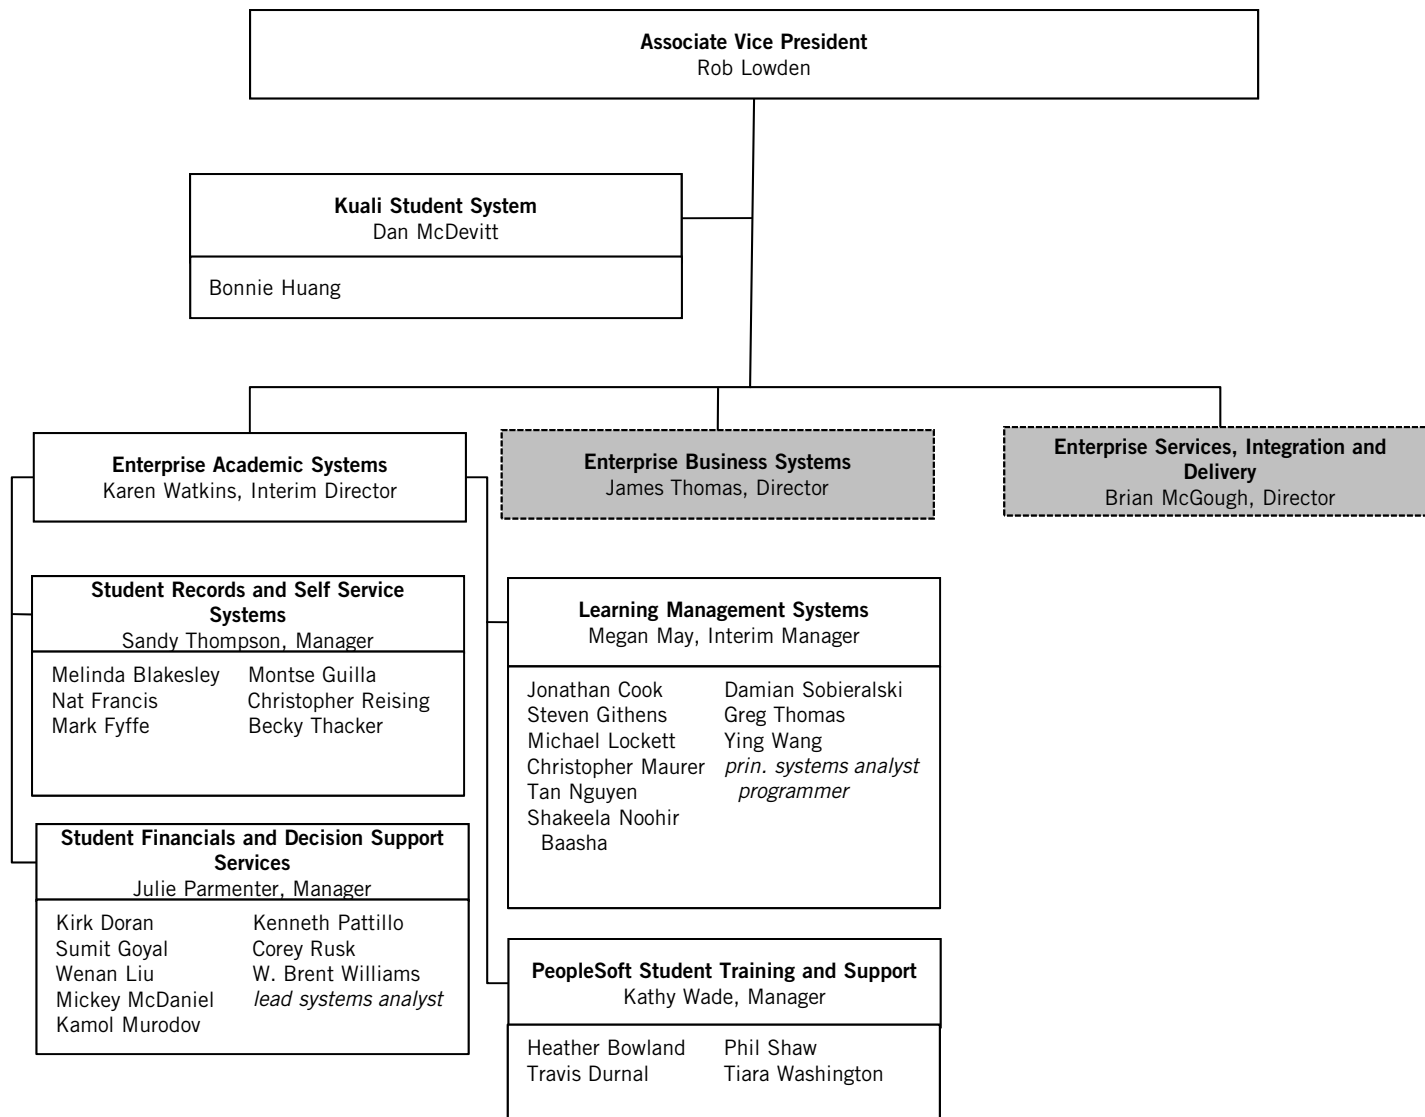 Associate Vice President
Rob Lowden
Kuali Student System
Dan McDevitt
Bonnie Huang
Enterprise Academic Systems
Karen Watkins, Interim Director
Enterprise Business Systems
James Thomas, Director
Enterprise Services, Integration and
Delivery
Brian McGough, Director
Student Records and Self Service
Systems
Sandy Thompson, Manager
Melinda Blakesley
Nat Francis
Mark Fyffe
Montse Guilla
Christopher Reising
Becky Thacker
Student Financials and Decision Support
Services
Julie Parmenter, Manager
Kirk Doran
Sumit Goyal
Wenan Liu
Mickey McDaniel
Kamol Murodov
Kenneth Pattillo
Corey Rusk
W. Brent Williams
lead systems analyst
Learning Management Systems
Megan May, Interim Manager
Jonathan Cook
Steven Githens
Michael Lockett
Christopher Maurer
Tan Nguyen
Shakeela Noohir
Baasha
Damian Sobieralski
Greg Thomas
Ying Wang
prin. systems analyst
programmer
PeopleSoft Student Training and Support
Kathy Wade, Manager
Heather Bowland
Travis Durnal
Phil Shaw
Tiara Washington